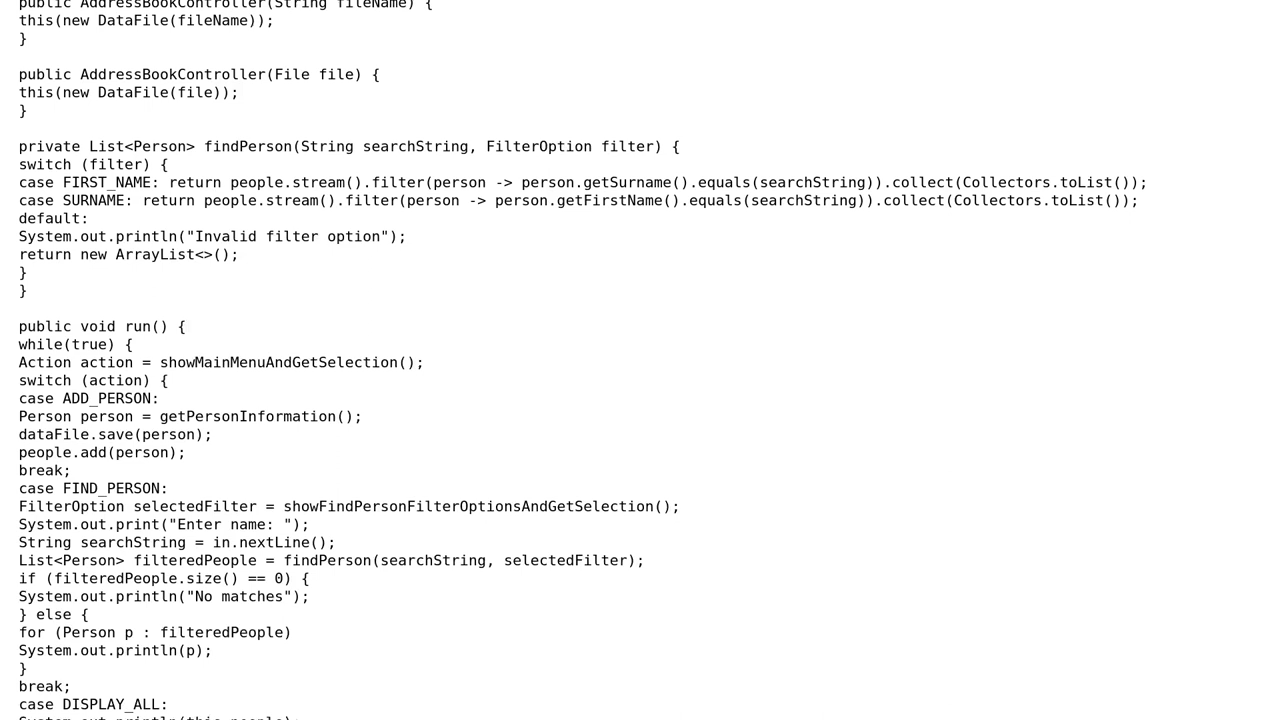 public AddressBookController(String fileName) {
this(new DataFile(fileName));
}

public AddressBookController(File file) {
this(new DataFile(file));
}

private List<Person> findPerson(String searchString, FilterOption filter) {
switch (filter) {
case FIRST_NAME: return people.stream().filter(person -> person.getSurname().equals(searchString)).collect(Collectors.toList());
case SURNAME: return people.stream().filter(person -> person.getFirstName().equals(searchString)).collect(Collectors.toList());
default:
System.out.println("Invalid filter option");
return new ArrayList<>();
}
}

public void run() {
while(true) {
Action action = showMainMenuAndGetSelection();
switch (action) {
case ADD_PERSON:
Person person = getPersonInformation();
dataFile.save(person);
people.add(person);
break;
case FIND_PERSON:
FilterOption selectedFilter = showFindPersonFilterOptionsAndGetSelection();
System.out.print("Enter name: ");
String searchString = in.nextLine();
List<Person> filteredPeople = findPerson(searchString, selectedFilter);
if (filteredPeople.size() == 0) {
System.out.println("No matches");
} else {
for (Person p : filteredPeople)
System.out.println(p);
}
break;
case DISPLAY_ALL:
System.out.println(this.people);